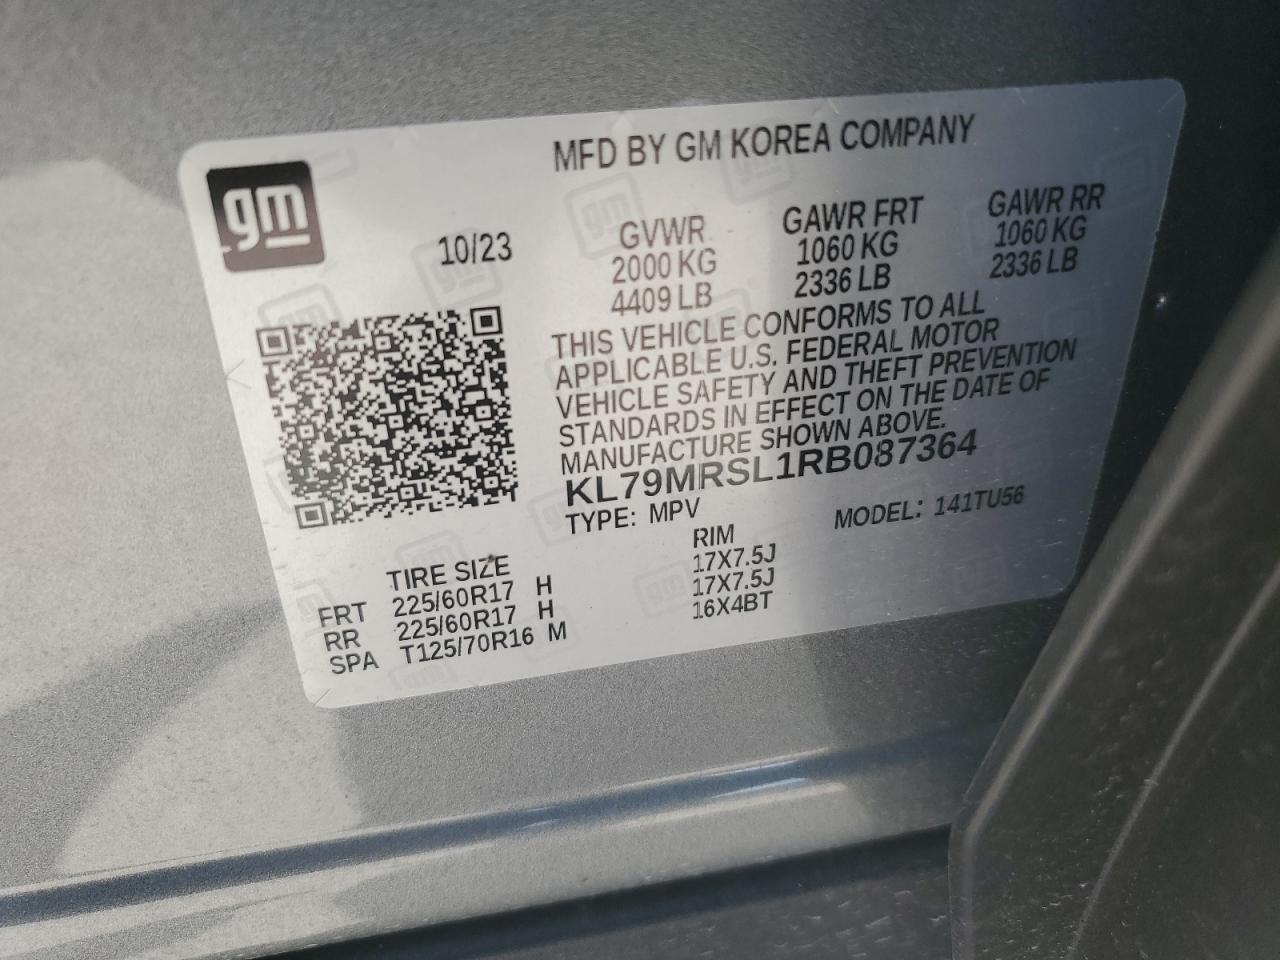 MFD BY GM KOREA COMPANY
gm
10/23
GVWR GAWR FRT GAWR RR
2000 KG 1060 KG 1060 KG
4409 LB 2336 LB 2336 LB
THIS VEHICLE CONFORMS TO ALL
APPLICABLE U.S. FEDERAL MOTOR
VEHICLE SAFETY AND THEFT PREVENTION
STANDARDS IN EFFECT ON THE DATE OF
MANUFACTURE SHOWN ABOVE.
KL79MRSL1RB087364
TYPE: MPV MODEL: 141TU56
TIRE SIZE RIM
FRT 225/60R17 H 17X7.5J
RR 225/60R17 H 17X7.5J
SPA T125/70R16 M 16X4BT